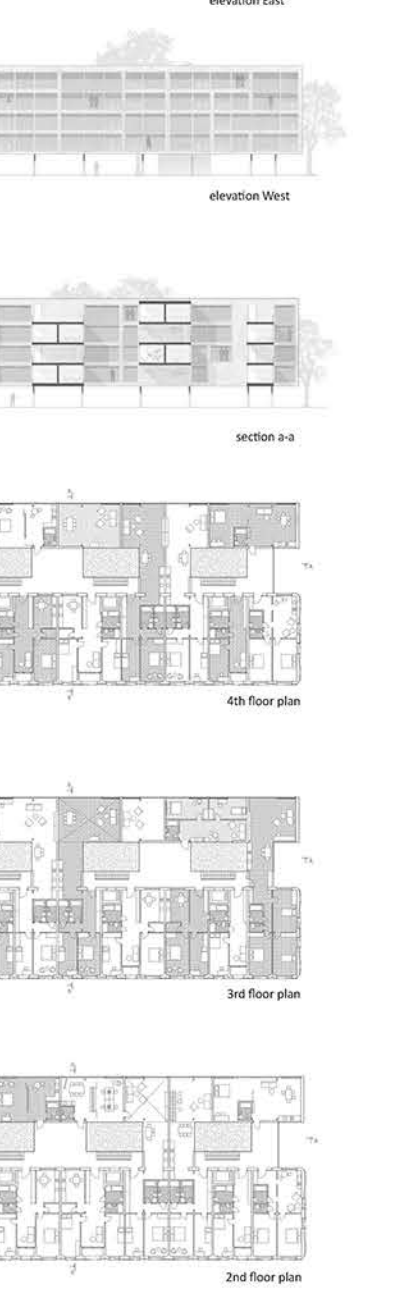 elevation East
elevation West
section a-a
4th floor plan
3rd floor plan
2nd floor plan